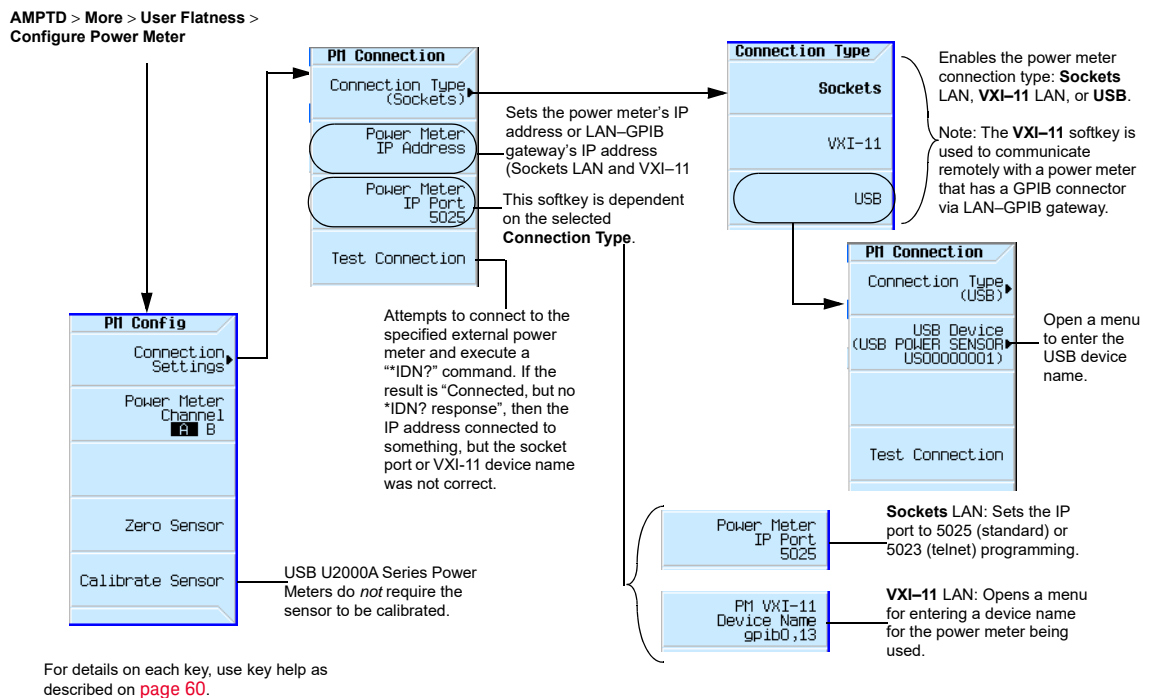 AMPTD > More > User Flatness >
Configure Power Meter
PM Connection
Connection Type
(Sockets)
Power Meter
IP Address
Power Meter
IP Port
5025
Test Connection
Sets the power meter's IP
address or LAN–GPIB
gateway's IP address
(Sockets LAN and VXI–11
This softkey is dependent
on the selected
Connection Type.
Connection Type
Sockets
VXI-11
USB
Enables the power meter
connection type: Sockets
LAN, VXI–11 LAN, or USB.
Note: The VXI–11 softkey is
used to communicate
remotely with a power meter
that has a GPIB connector
via LAN–GPIB gateway.
PM Connection
Connection Type
(USB)
USB Device
(USB POWER SENSOR
US00000001)
Test Connection
Open a menu
to enter the
USB device
name.
PM Config
Connection
Settings
Power Meter
Channel
A B
Zero Sensor
Calibrate Sensor
Attempts to connect to the
specified external power
meter and execute a
“*IDN?” command. If the
result is “Connected, but no
*IDN? response”, then the
IP address connected to
something, but the socket
port or VXI-11 device name
was not correct.
USB U2000A Series Power
Meters do not require the
sensor to be calibrated.
Power Meter
IP Port
5025
Sockets LAN: Sets the IP
port to 5025 (standard) or
5023 (telnet) programming.
PM VXI-11
Device Name
gpib0,13
VXI–11 LAN: Opens a menu
for entering a device name
for the power meter being
used.
For details on each key, use key help as
described on page 60.